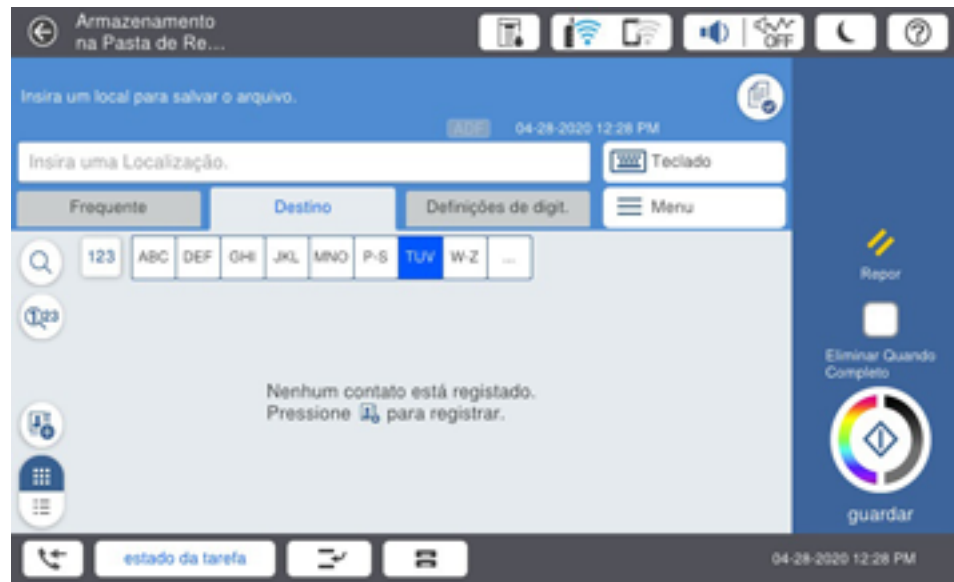 Armazenamento
na Pasta de Re...
OFF
Insira um local para salvar o arquivo.
ADF 04-28-2020 12:28 PM
Insira uma Localização.
Teclado
Frequente
Destino
Definições de digit.
Menu
123 ABC DEF GHI JKL MNO P-S TUV W-Z ...
123
Nenhum contato está registado.
Pressione para registrar.
Repor
Eliminar Quando
Completo
guardar
estado da tarefa
04-28-2020 12:28 PM